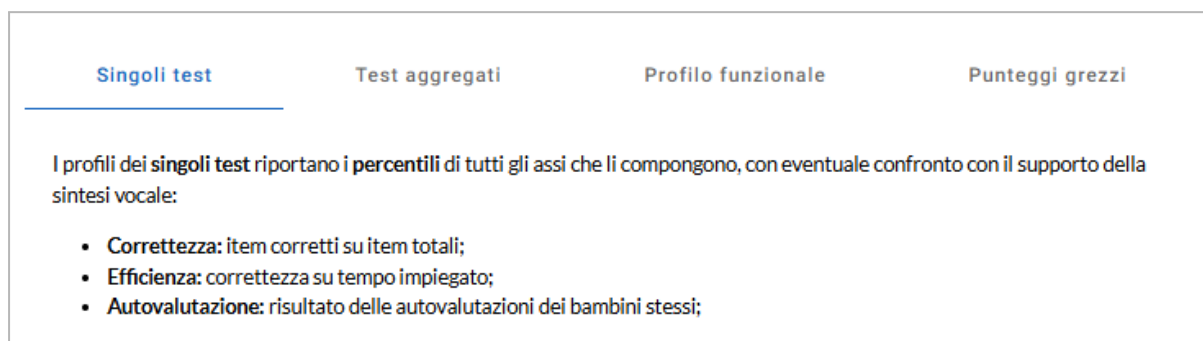 Singoli test Test aggregati Profilo funzionale Punteggi grezzi
I profili dei singoli test riportano i percentili di tutti gli assi che li compongono, con eventuale confronto con il supporto della
sintesi vocale:
• Correttezza: item corretti su item totali;
• Efficienza: correttezza su tempo impiegato;
• Autovalutazione: risultato delle autovalutazioni dei bambini stessi;